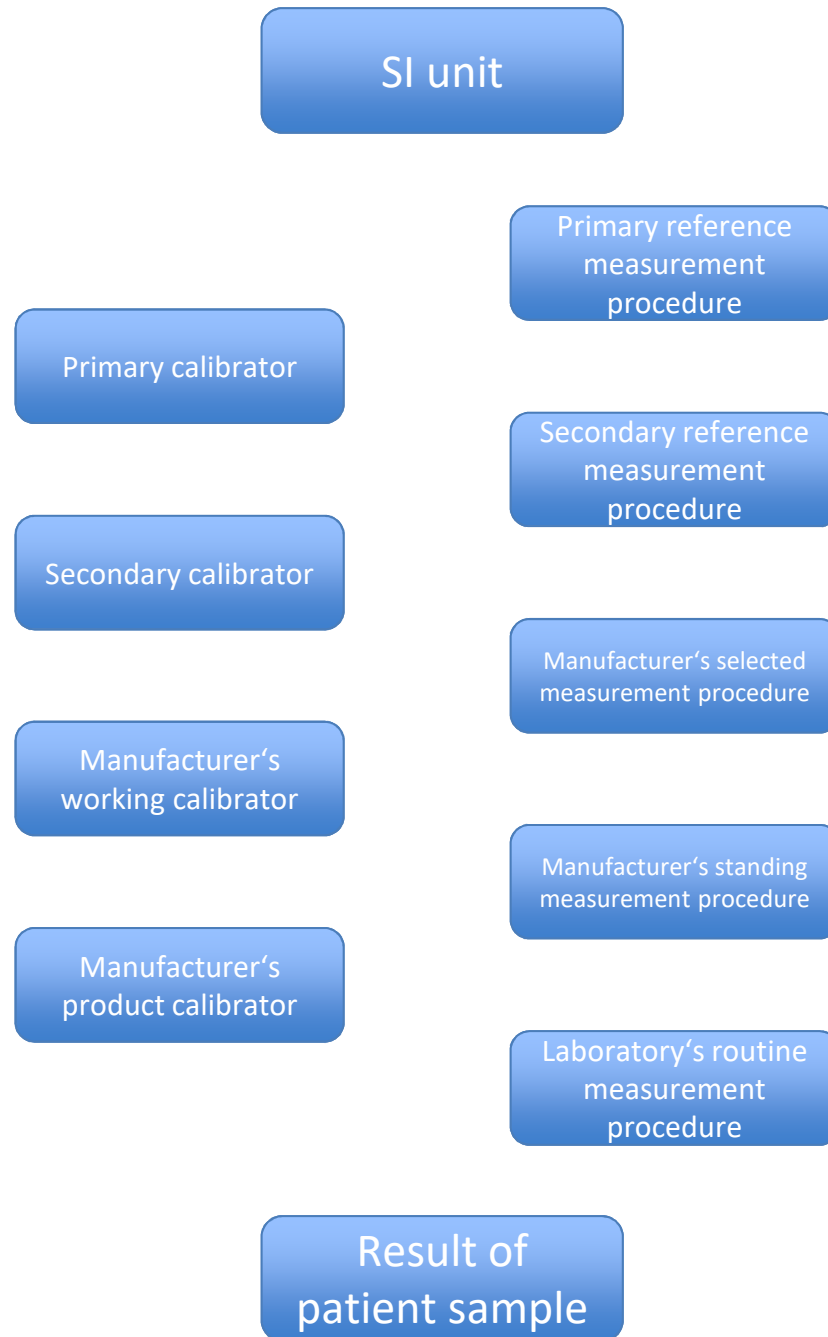 SI unit
Primary reference
measurement
procedure
Primary calibrator
Secondary reference
measurement
procedure
Secondary calibrator
Manufacturer‘s selected
measurement procedure
Manufacturer‘s
working calibrator
Manufacturer‘s standing
measurement procedure
Manufacturer‘s
product calibrator
Laboratory‘s routine
measurement
procedure
Result of
patient sample